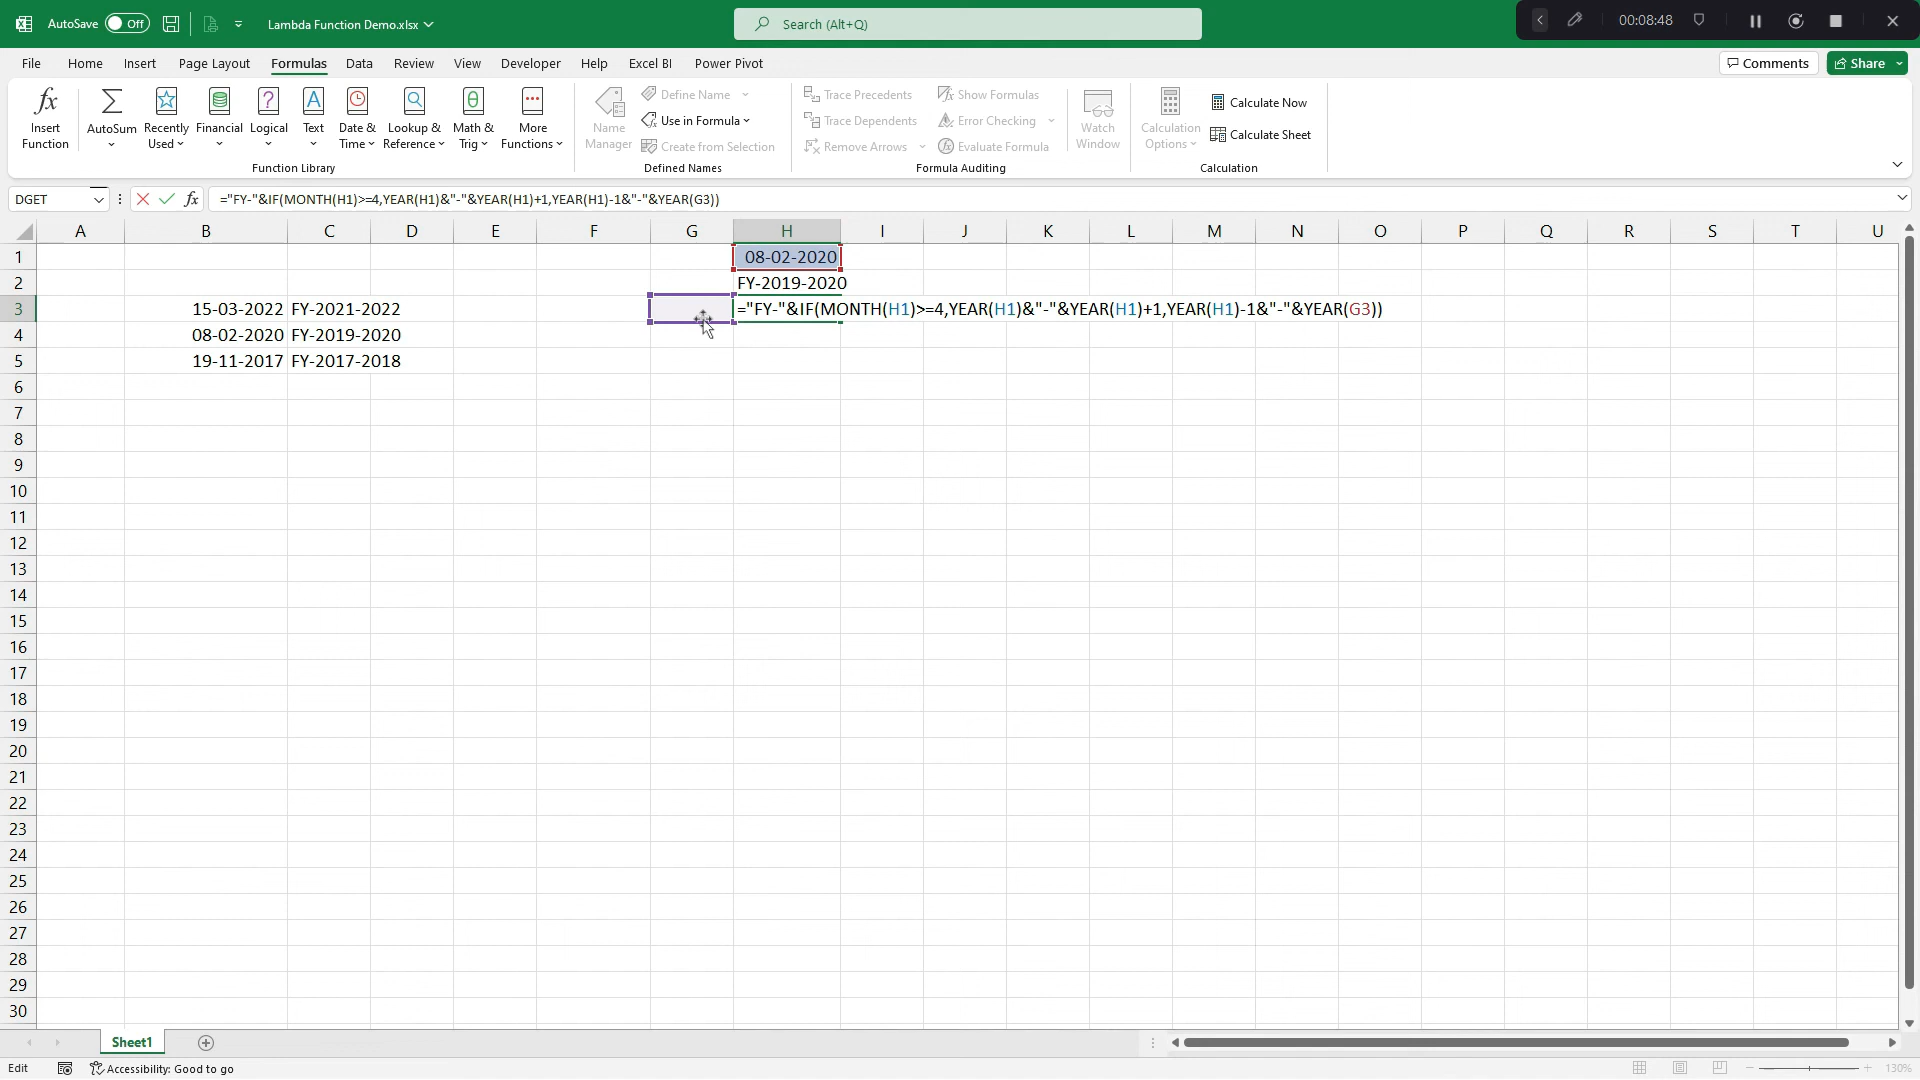 AutoSave Off Lambda Function Demo.xlsx Search (Alt+Q) 00:08:48
File Home Insert Page Layout Formulas Data Review View Developer Help Excel BI Power Pivot Comments Share
Insert Function
AutoSum
Recently Used
Financial
Logical
Text
Date & Time
Lookup & Reference
Math & Trig
More Functions
Function Library
Name Manager
Define Name
Use in Formula
Create from Selection
Defined Names
Trace Precedents
Trace Dependents
Remove Arrows
Show Formulas
Error Checking
Evaluate Formula
Formula Auditing
Watch Window
Calculation Options
Calculate Now
Calculate Sheet
Calculation
DGET fx ="FY-"&IF(MONTH(H1)>=4,YEAR(H1)&"-"&YEAR(H1)+1,YEAR(H1)-1&"-"&YEAR(G3))
A B C D E F G H I J K L M N O P Q R S T U
1 08-02-2020
2 FY-2019-2020
3 15-03-2022 FY-2021-2022 ="FY-"&IF(MONTH(H1)>=4,YEAR(H1)&"-"&YEAR(H1)+1,YEAR(H1)-1&"-"&YEAR(G3))
4 08-02-2020 FY-2019-2020
5 19-11-2017 FY-2017-2018
6
7
8
9
10
11
12
13
14
15
16
17
18
19
20
21
22
23
24
25
26
27
28
29
30
Sheet1
Edit Accessibility: Good to go 130%